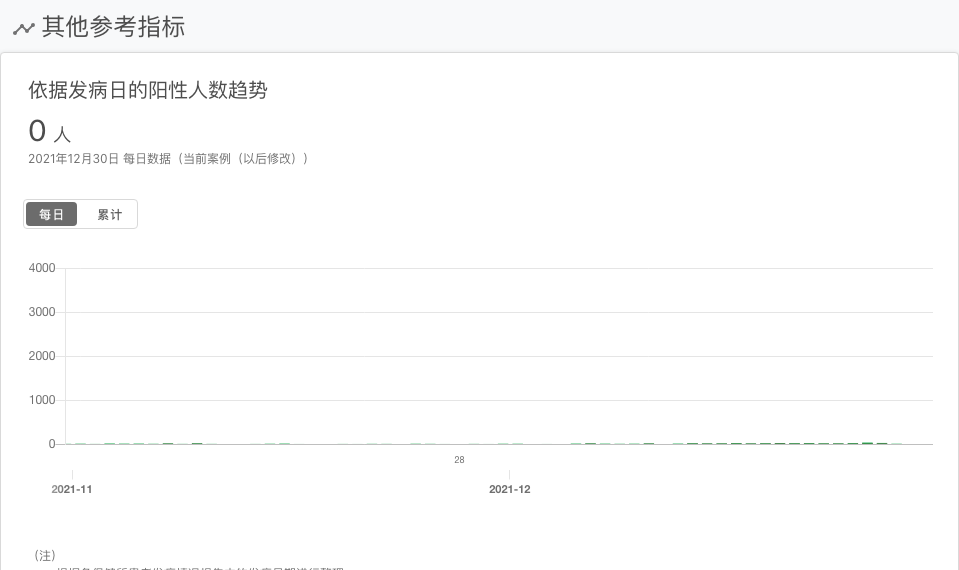 其他参考指标
依据发病日的阳性人数趋势
0 人
2021年12月30日 每日数据（当前案例（以后修改））
每日 累计
4000
3000
2000
1000
0
28
2021-11 2021-12
（注）